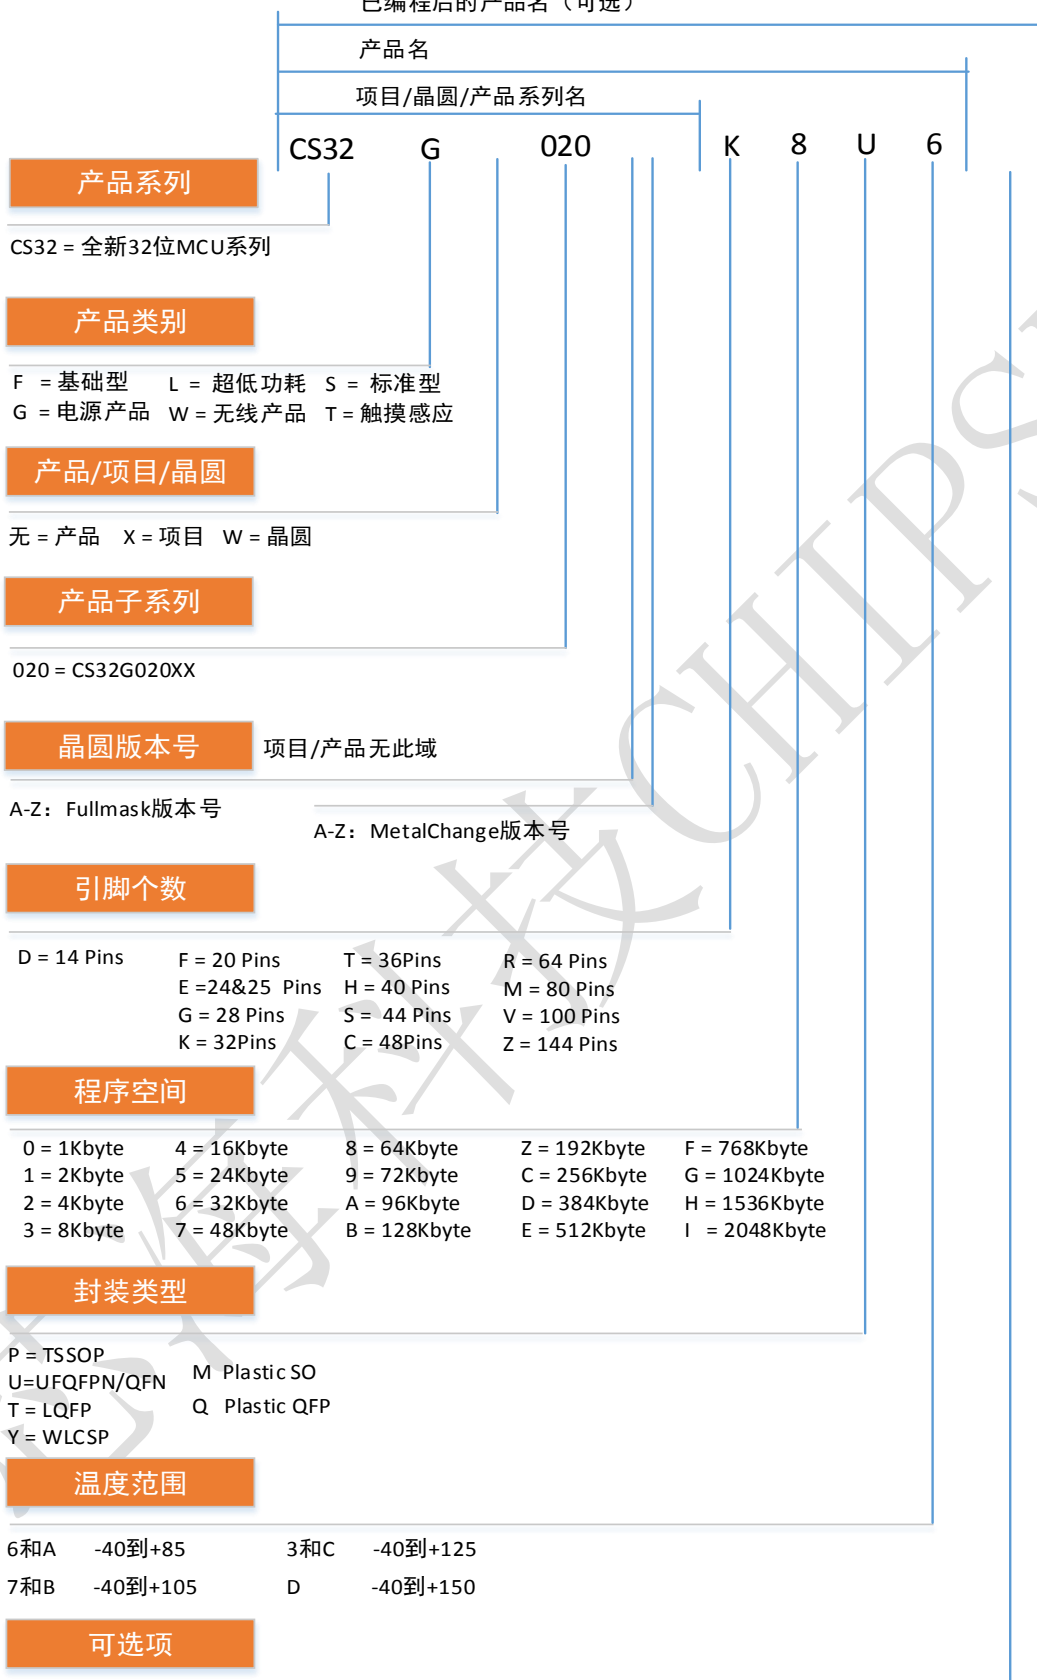 已编程后的产品名（可选）
产品名
项目/晶圆/产品系列名
CS32 G 020 K 8 U 6
产品系列
CS32 = 全新32位MCU系列
产品类别
F = 基础型 L = 超低功耗 S = 标准型
G = 电源产品 W = 无线产品 T = 触摸感应
产品/项目/晶圆
无 = 产品 X = 项目 W = 晶圆
产品子系列
020 = CS32G020XX
晶圆版本号 项目/产品无此域
A-Z：Fullmask版本号
A-Z：MetalChange版本号
引脚个数
D = 14 Pins F = 20 Pins T = 36Pins R = 64 Pins
E =24&25 Pins H = 40 Pins M = 80 Pins
G = 28 Pins S = 44 Pins V = 100 Pins
K = 32Pins C = 48Pins Z = 144 Pins
程序空间
0 = 1Kbyte 4 = 16Kbyte 8 = 64Kbyte Z = 192Kbyte F = 768Kbyte
1 = 2Kbyte 5 = 24Kbyte 9 = 72Kbyte C = 256Kbyte G = 1024Kbyte
2 = 4Kbyte 6 = 32Kbyte A = 96Kbyte D = 384Kbyte H = 1536Kbyte
3 = 8Kbyte 7 = 48Kbyte B = 128Kbyte E = 512Kbyte I = 2048Kbyte
封装类型
P = TSSOP
U=UFQFPN/QFN M Plastic SO
T = LQFP Q Plastic QFP
Y = WLCSP
温度范围
6和A -40到+85 3和C -40到+125
7和B -40到+105 D -40到+150
可选项
芯海科技CHIPS